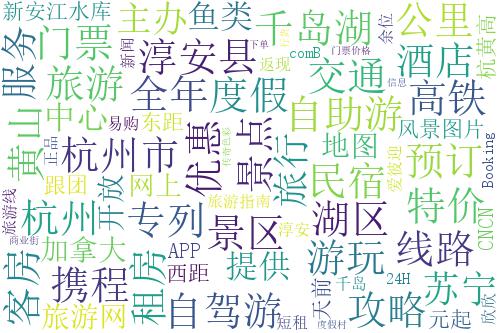 新安江水库
主办
鱼类
千岛湖
公里
余位
杭黄高
服务
门票
淳安县
新闻
下单
返现
comB
门票价格
交通
酒店
旅游
全年
度假
自助游
高铁
黄山
中心
正品
易购
东距
传奇色彩
优惠
景点
旅行
地图
信息
风景图片
杭州市
跟团
网上
旅游指南
民宿
爱彼迎
预订
Booking
旅游线
杭州
开放
专列
景区
淳安
湖区
特价
CNCN
商业街
客房
加拿大
租房
APP
提供
游玩
线路
携程
西距
天前
千岛
24H
苏宁
旅游网
自驾游
短租
度假村
攻略
元起
欣欣